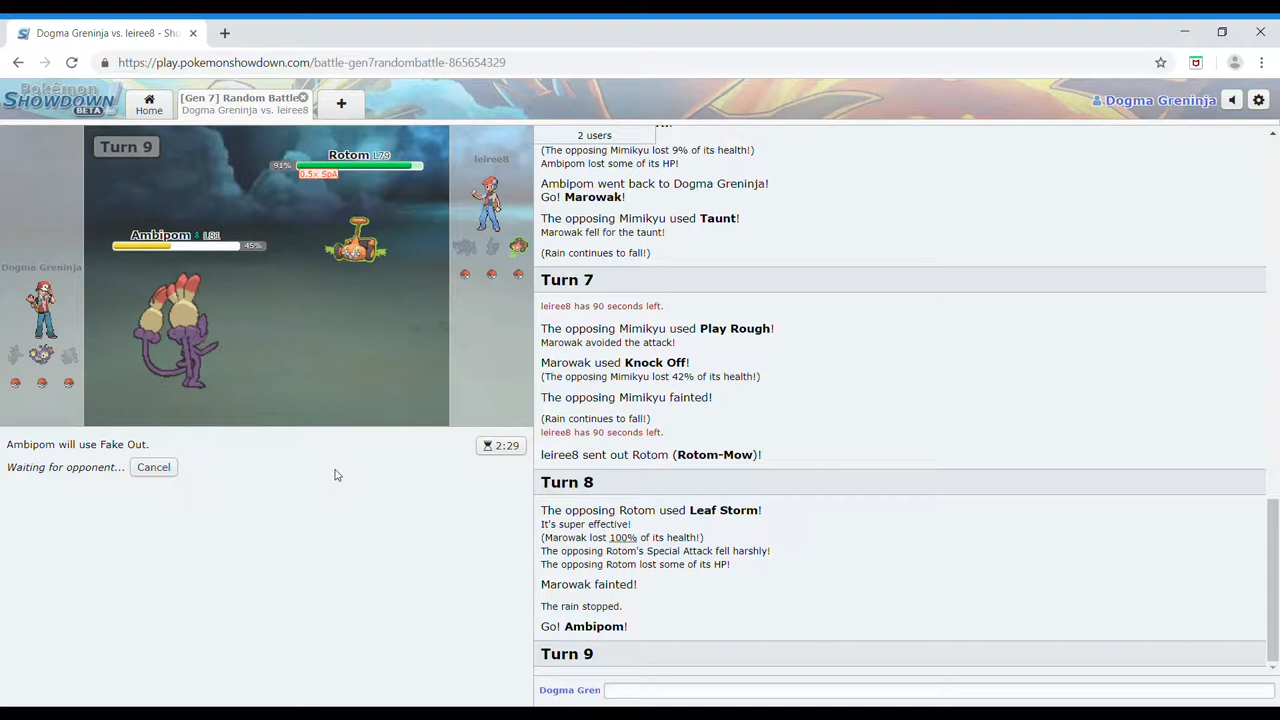 Dogma Greninja vs. leiree8 - Sho
https://play.pokemonshowdown.com/battle-gen7randombattle-865654329
Pokémon
SHOWDOWN
BETA
Home
[Gen 7] Random Battle
Dogma Greninja vs. leiree8
Dogma Greninja
Turn 9
Rotom L79
91%
0.5× SpA
Ambipom L81
45%
leiree8
Dogma Greninja
Ambipom will use Fake Out.
Waiting for opponent...
Cancel
2:29
2 users
(The opposing Mimikyu lost 9% of its health!)
Ambipom lost some of its HP!
Ambipom went back to Dogma Greninja!
Go! Marowak!
The opposing Mimikyu used Taunt!
Marowak fell for the taunt!
(Rain continues to fall!)
Turn 7
leiree8 has 90 seconds left.
The opposing Mimikyu used Play Rough!
Marowak avoided the attack!
Marowak used Knock Off!
(The opposing Mimikyu lost 42% of its health!)
The opposing Mimikyu fainted!
(Rain continues to fall!)
leiree8 has 90 seconds left.
leiree8 sent out Rotom (Rotom-Mow)!
Turn 8
The opposing Rotom used Leaf Storm!
It's super effective!
(Marowak lost 100% of its health!)
The opposing Rotom's Special Attack fell harshly!
The opposing Rotom lost some of its HP!
Marowak fainted!
The rain stopped.
Go! Ambipom!
Turn 9
Dogma Gren